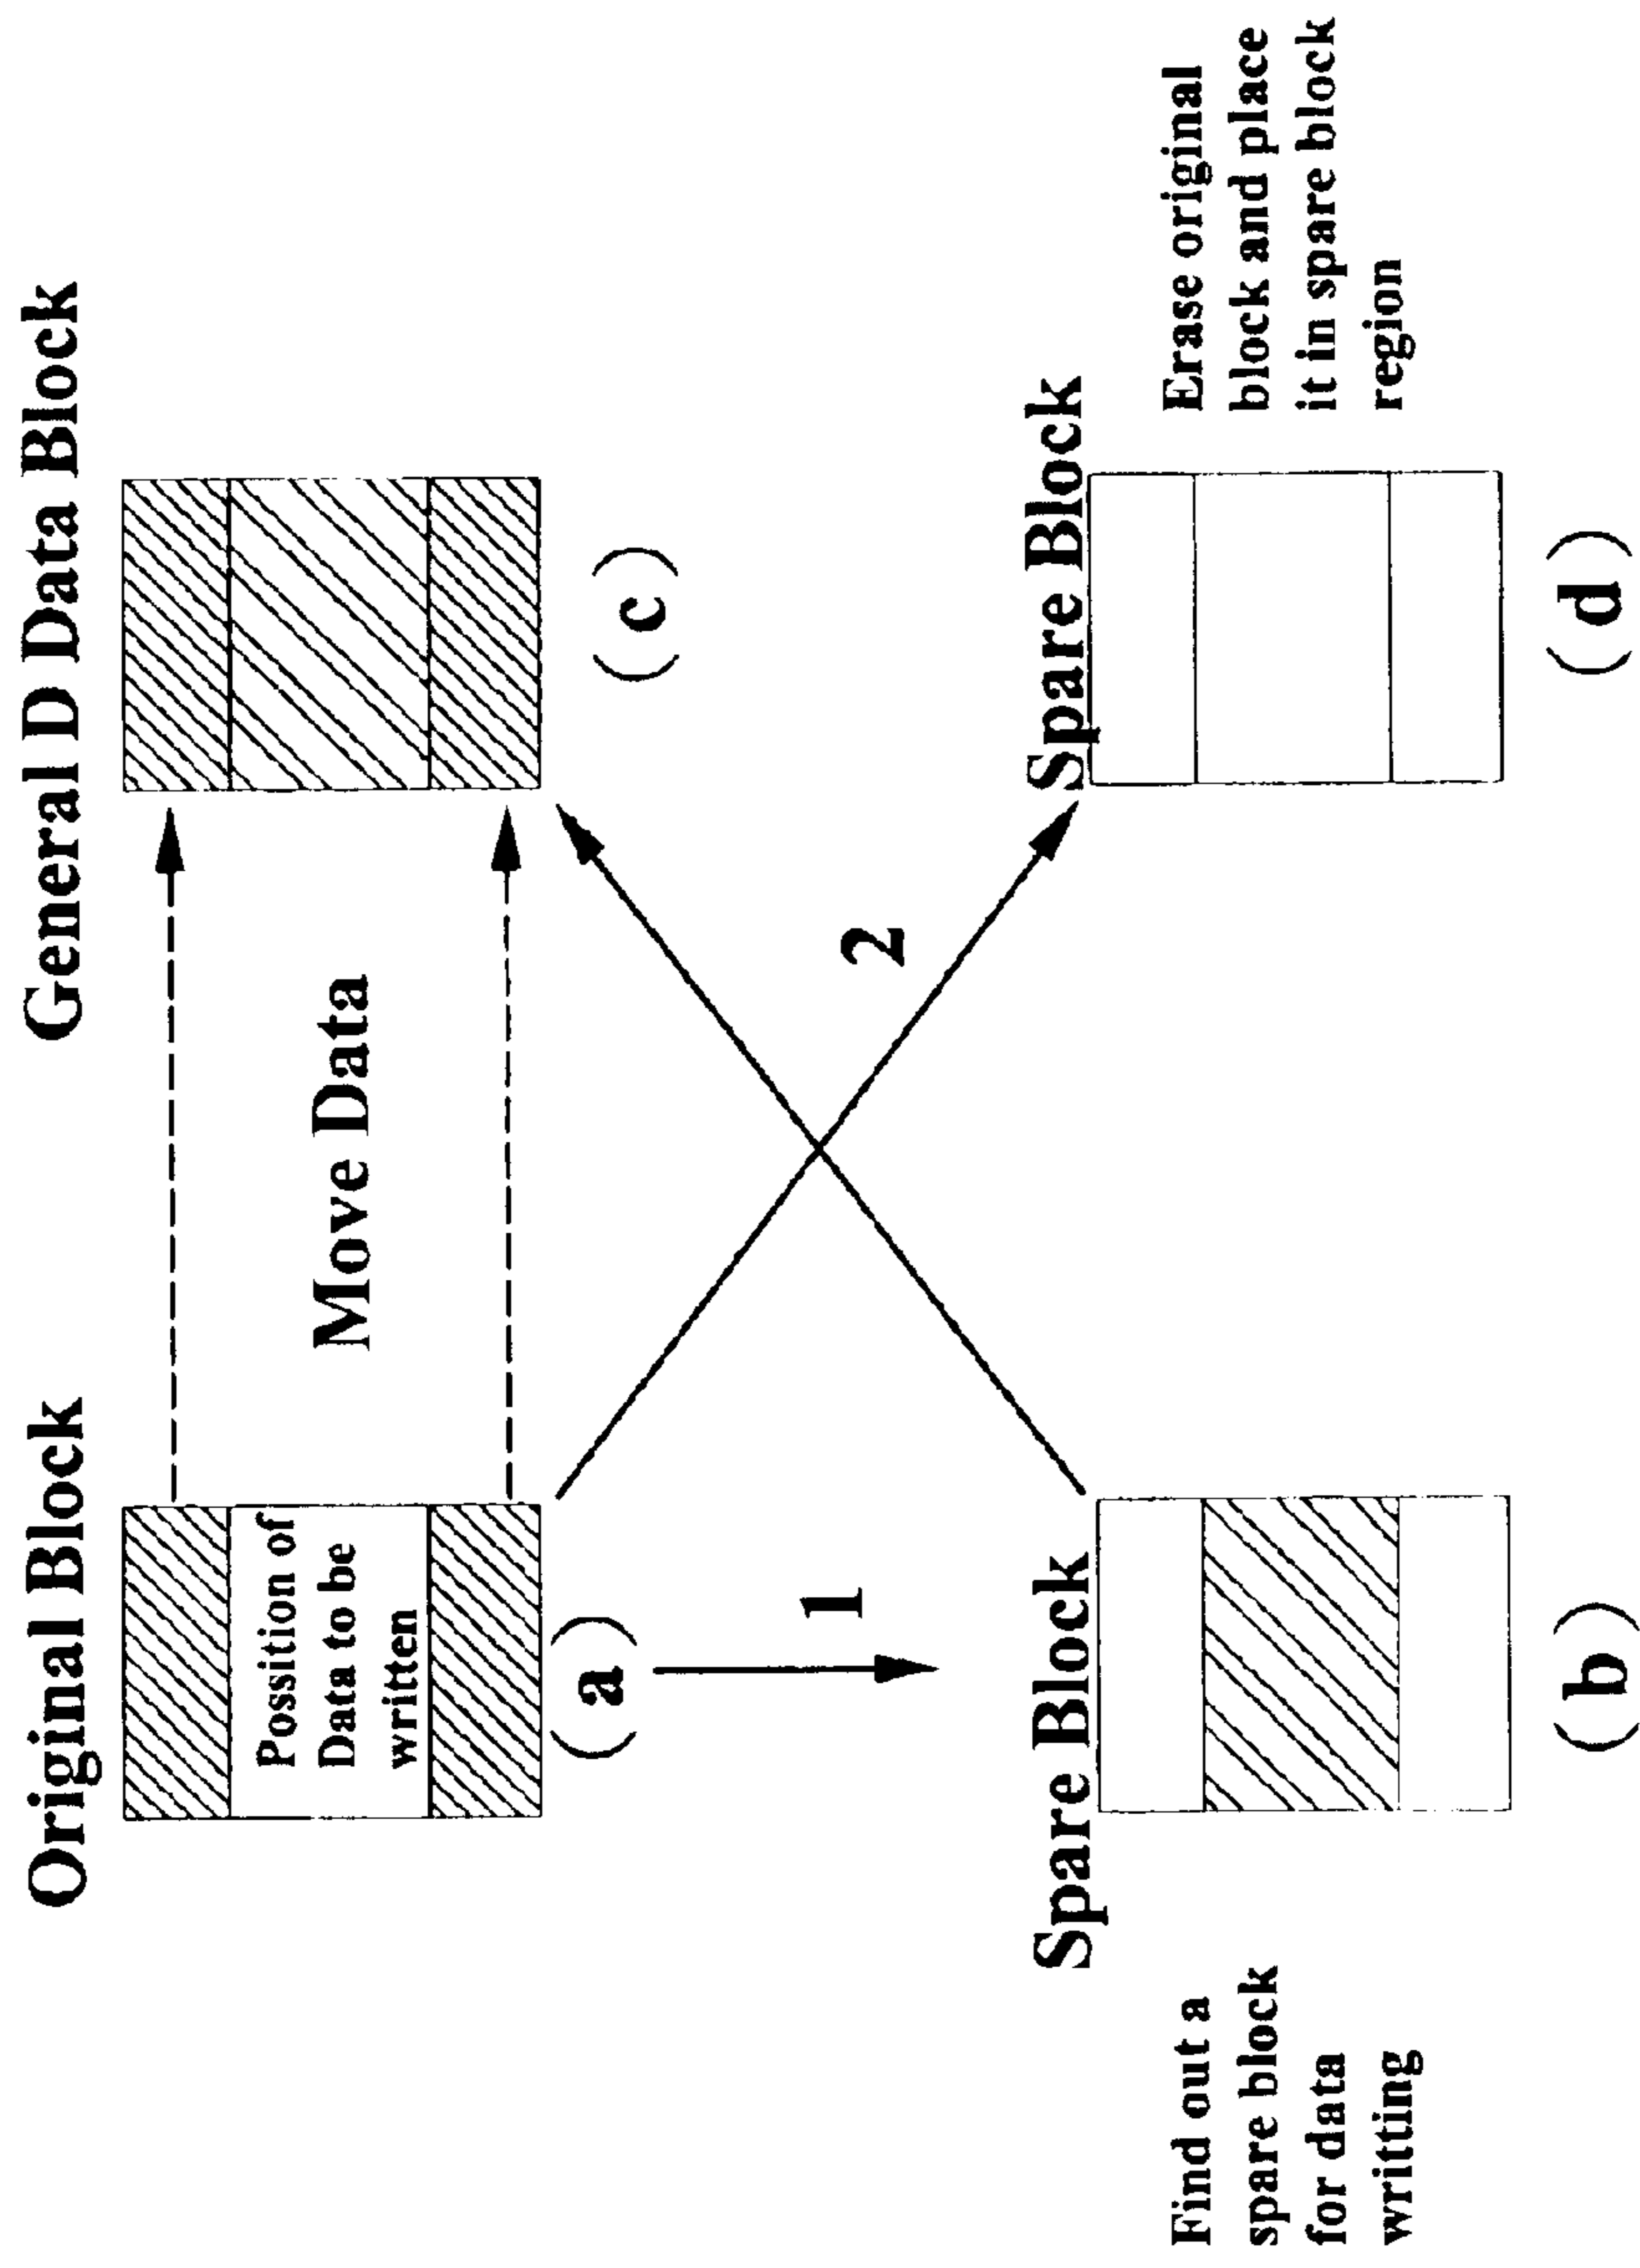 Original Block
General D Data Block
Possition of
Data to be
written
Move Data
(a)
(c)
1
2
Find out a
spare block
for data
writting
Spare Block
Spare Block
Erase original
block and place
it in spare block
region
(b)
(d)